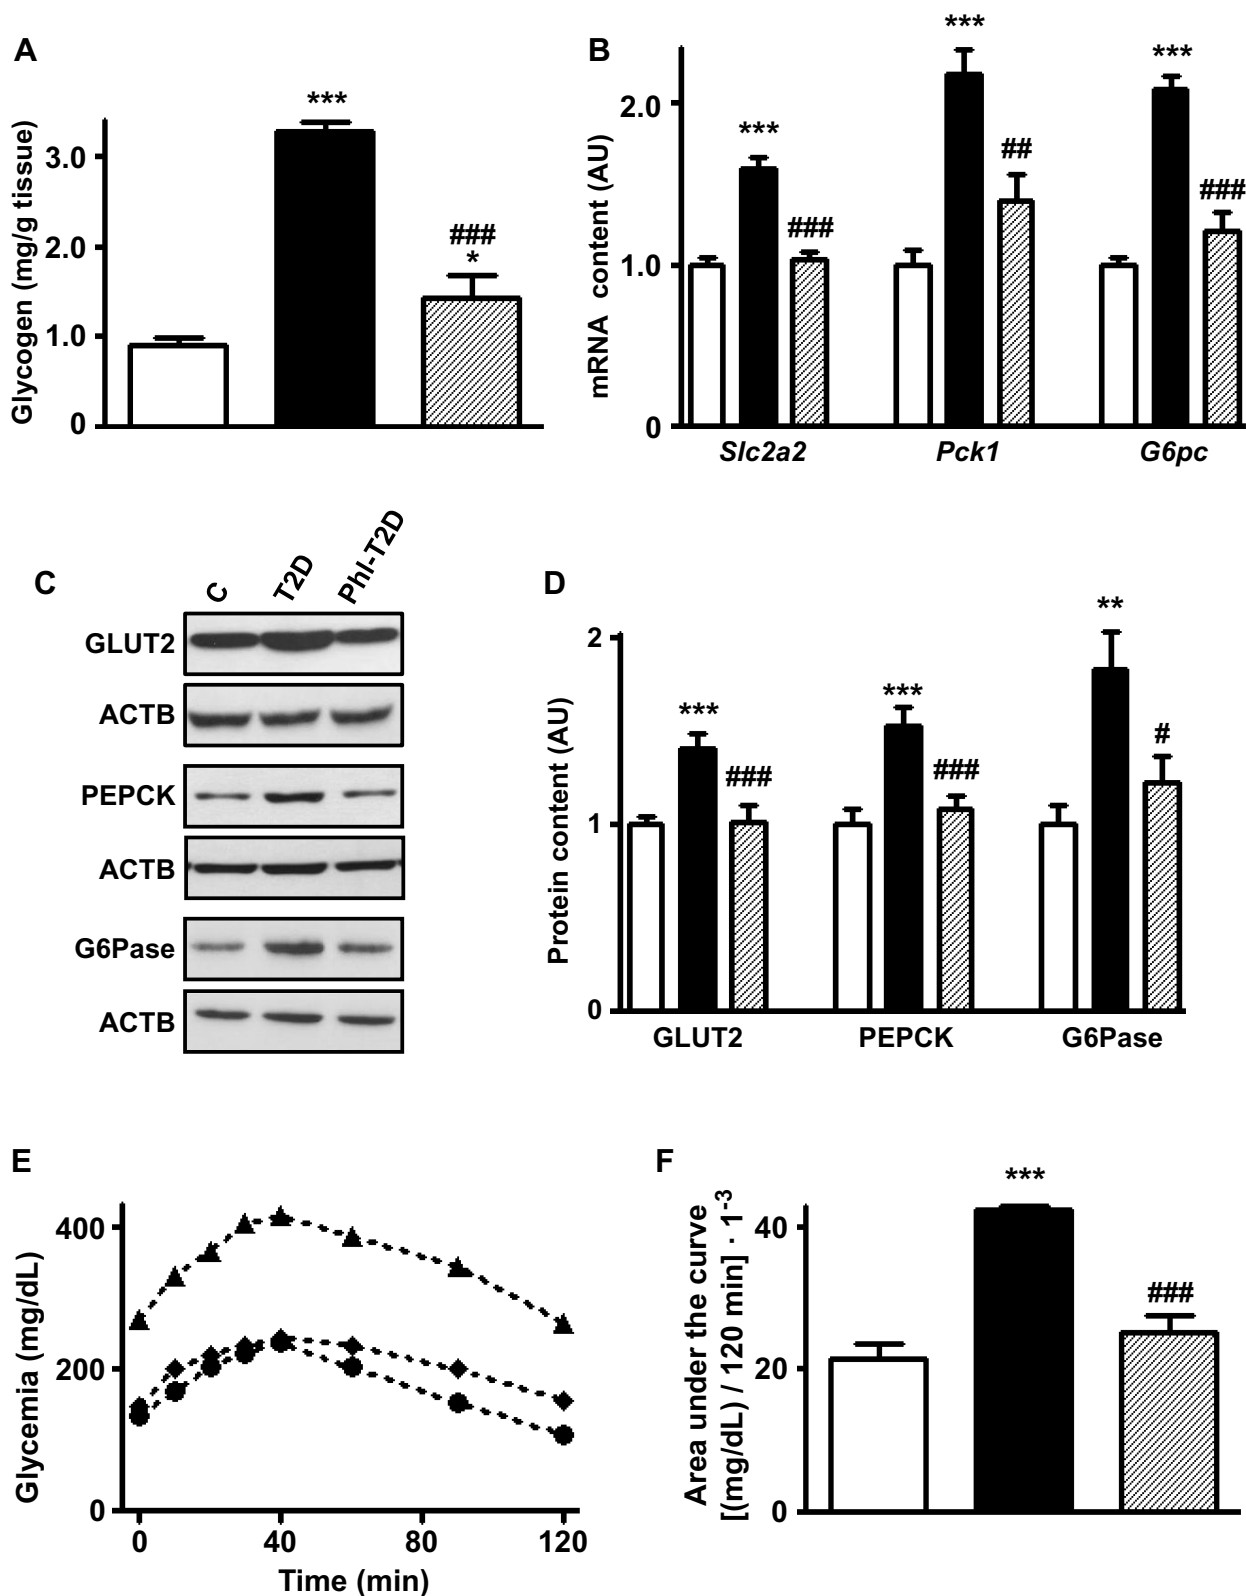 A
Glycogen (mg/g tissue)
3.0
2.0
1.0
0
***
###
*
B
mRNA content (AU)
2.0
1.0
0
***
###
***
##
***
###
Slc2a2
Pck1
G6pc
C
C
T2D
Phl-T2D
GLUT2
ACTB
PEPCK
ACTB
G6Pase
ACTB
D
Protein content (AU)
2
1
0
***
###
***
###
**
#
GLUT2
PEPCK
G6Pase
E
Glycemia (mg/dL)
400
200
0
0
40
80
120
Time (min)
F
Area under the curve
[(mg/dL) / 120 min] · 1⁻³
40
20
0
***
###